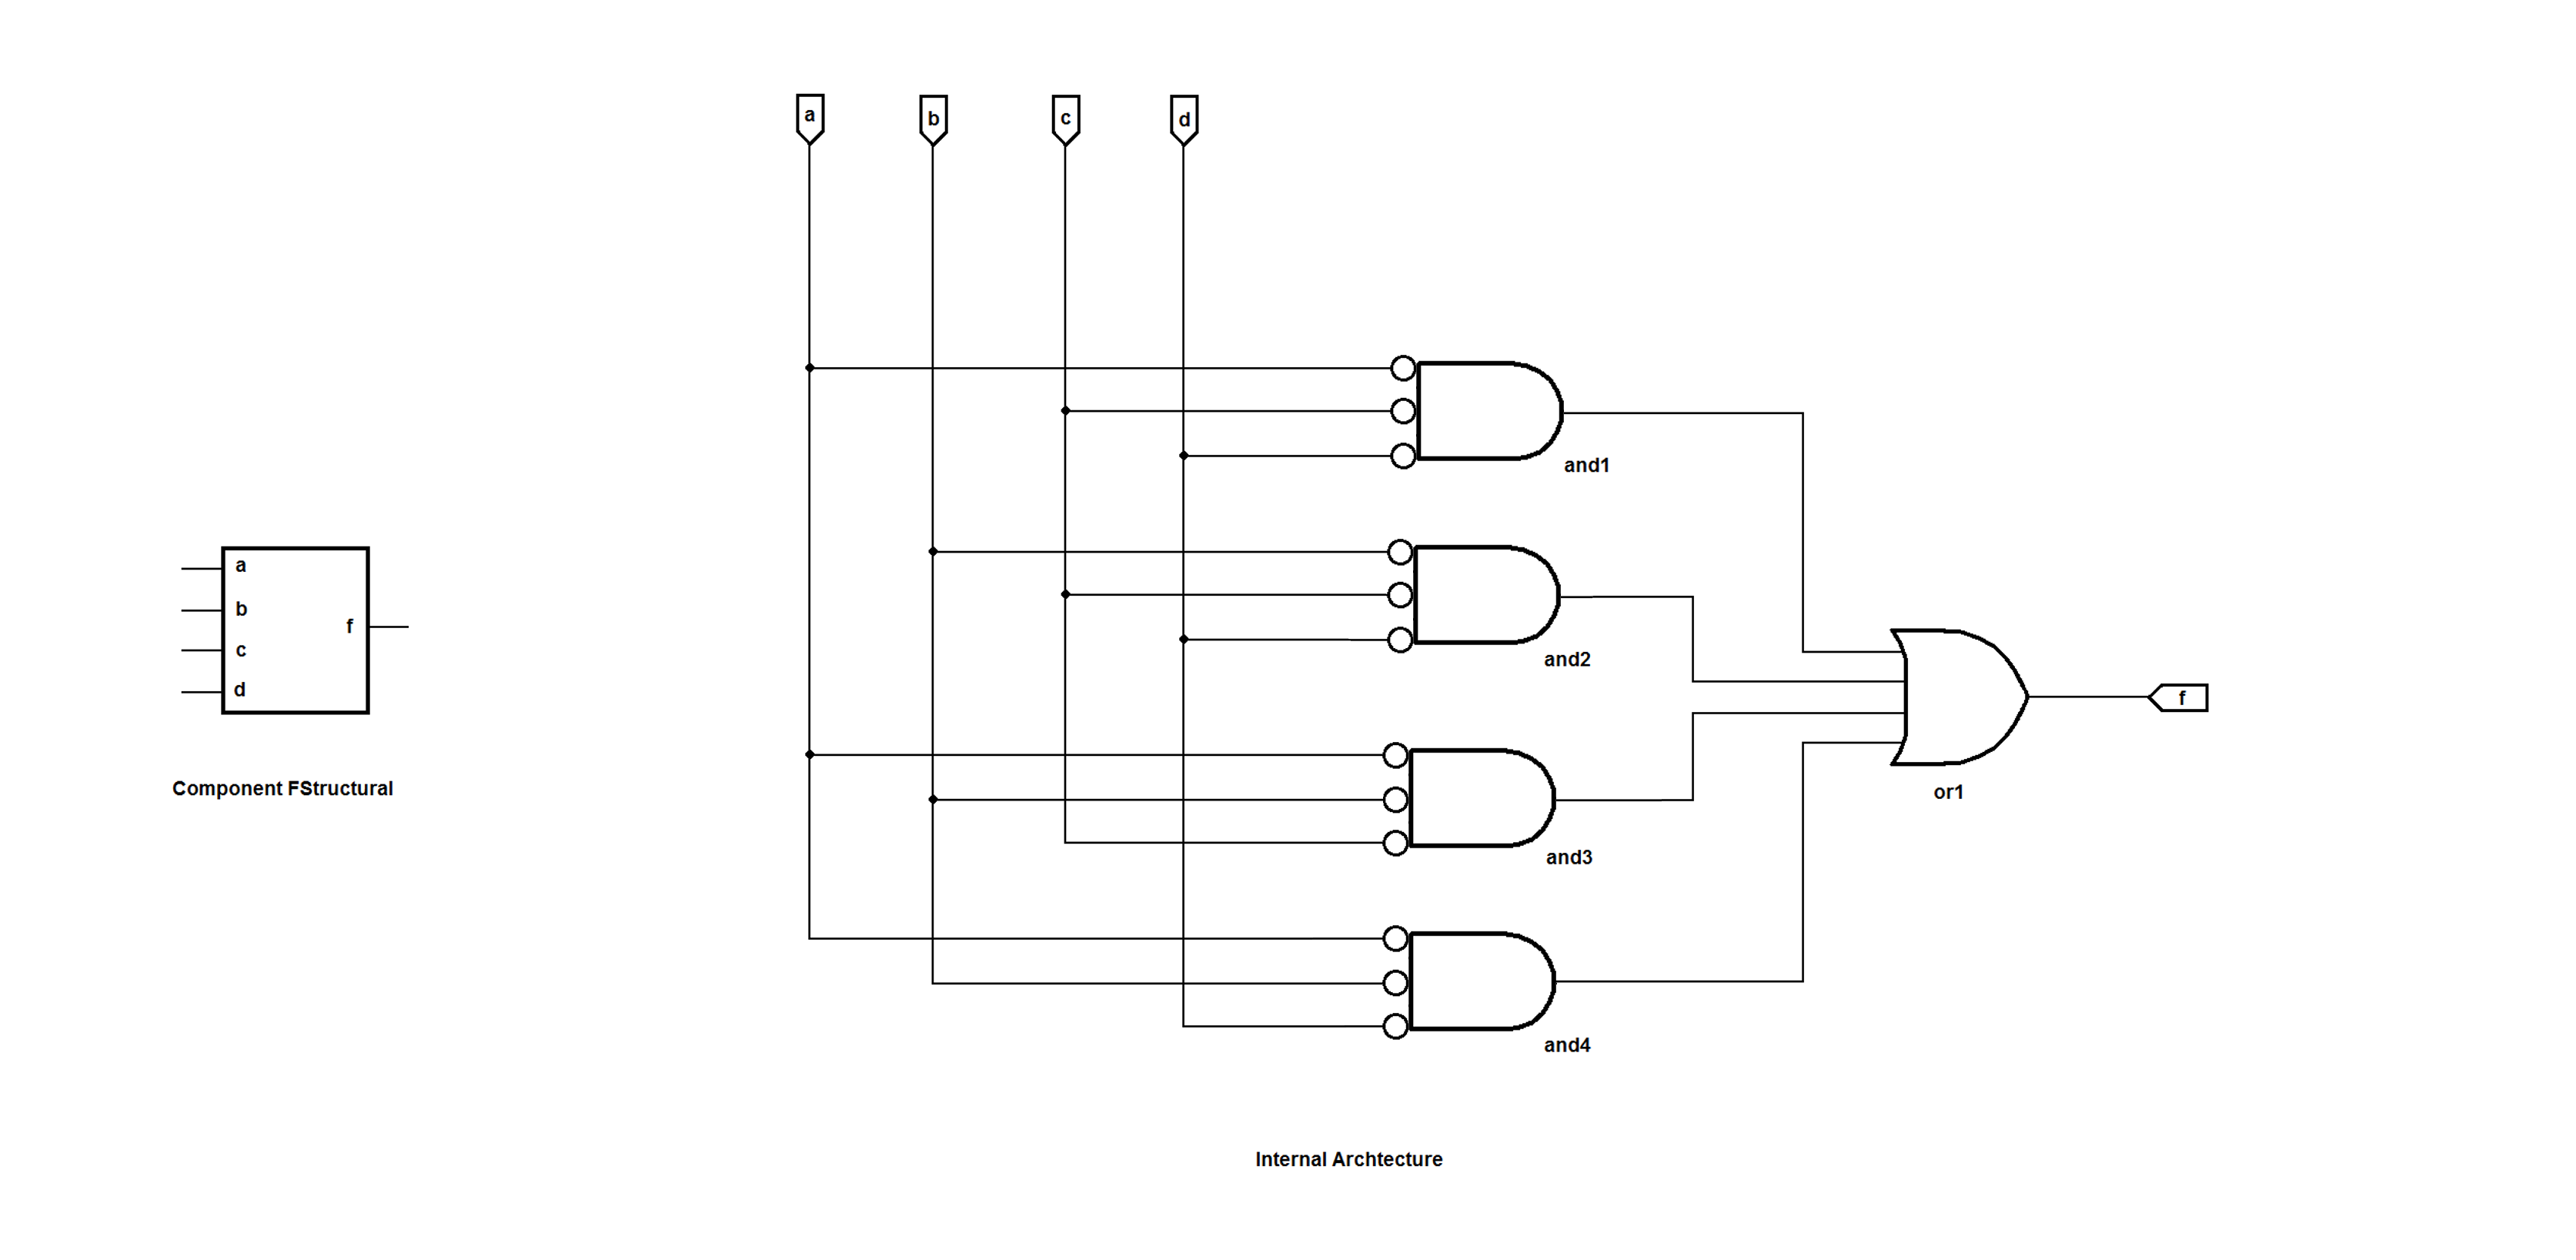 a
b
c
d
and1
a
b
f
c
d
and2
f
Component FStructural
or1
and3
and4
Internal Archtecture